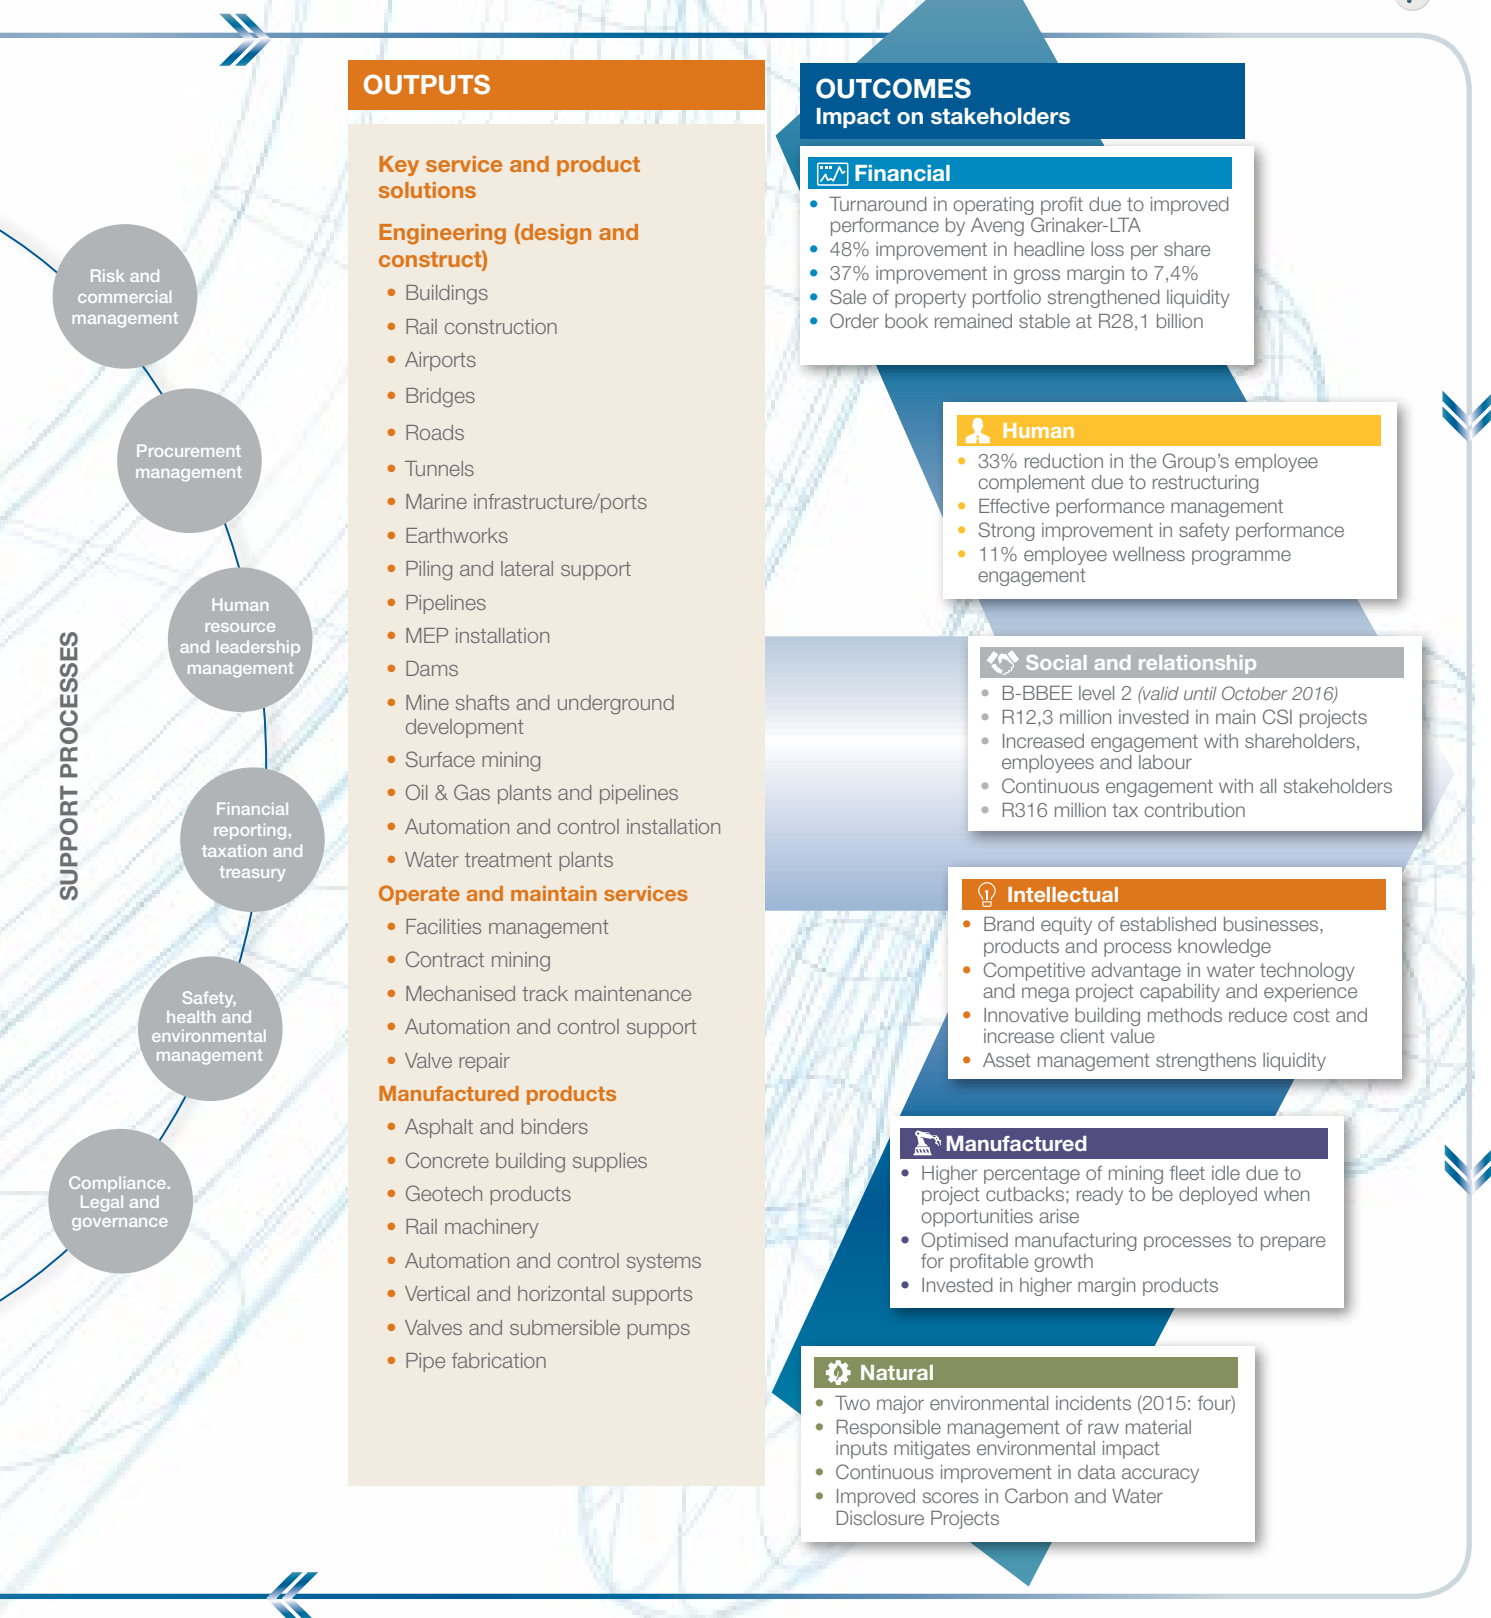 SUPPORT PROCESSES
Risk and
commercial
management
Procurement
management
Human
resource
and leadership
management
Financial
reporting,
taxation and
treasury
Safety,
health and
environmental
management
Compliance.
Legal and
governance
OUTPUTS
Key service and product
solutions
Engineering (design and
construct)
• Buildings
• Rail construction
• Airports
• Bridges
• Roads
• Tunnels
• Marine infrastructure/ports
• Earthworks
• Piling and lateral support
• Pipelines
• MEP installation
• Dams
• Mine shafts and underground
development
• Surface mining
• Oil & Gas plants and pipelines
• Automation and control installation
• Water treatment plants
Operate and maintain services
• Facilities management
• Contract mining
• Mechanised track maintenance
• Automation and control support
• Valve repair
Manufactured products
• Asphalt and binders
• Concrete building supplies
• Geotech products
• Rail machinery
• Automation and control systems
• Vertical and horizontal supports
• Valves and submersible pumps
• Pipe fabrication
OUTCOMES
Impact on stakeholders
Financial
• Turnaround in operating profit due to improved
performance by Aveng Grinaker-LTA
• 48% improvement in headline loss per share
• 37% improvement in gross margin to 7,4%
• Sale of property portfolio strengthened liquidity
• Order book remained stable at R28,1 billion
Human
• 33% reduction in the Group's employee
complement due to restructuring
• Effective performance management
• Strong improvement in safety performance
• 11% employee wellness programme
engagement
Social and relationship
• B-BBEE level 2 (valid until October 2016)
• R12,3 million invested in main CSI projects
• Increased engagement with shareholders,
employees and labour
• Continuous engagement with all stakeholders
• R316 million tax contribution
Intellectual
• Brand equity of established businesses,
products and process knowledge
• Competitive advantage in water technology
and mega project capability and experience
• Innovative building methods reduce cost and
increase client value
• Asset management strengthens liquidity
Manufactured
• Higher percentage of mining fleet idle due to
project cutbacks; ready to be deployed when
opportunities arise
• Optimised manufacturing processes to prepare
for profitable growth
• Invested in higher margin products
Natural
• Two major environmental incidents (2015: four)
• Responsible management of raw material
inputs mitigates environmental impact
• Continuous improvement in data accuracy
• Improved scores in Carbon and Water
Disclosure Projects